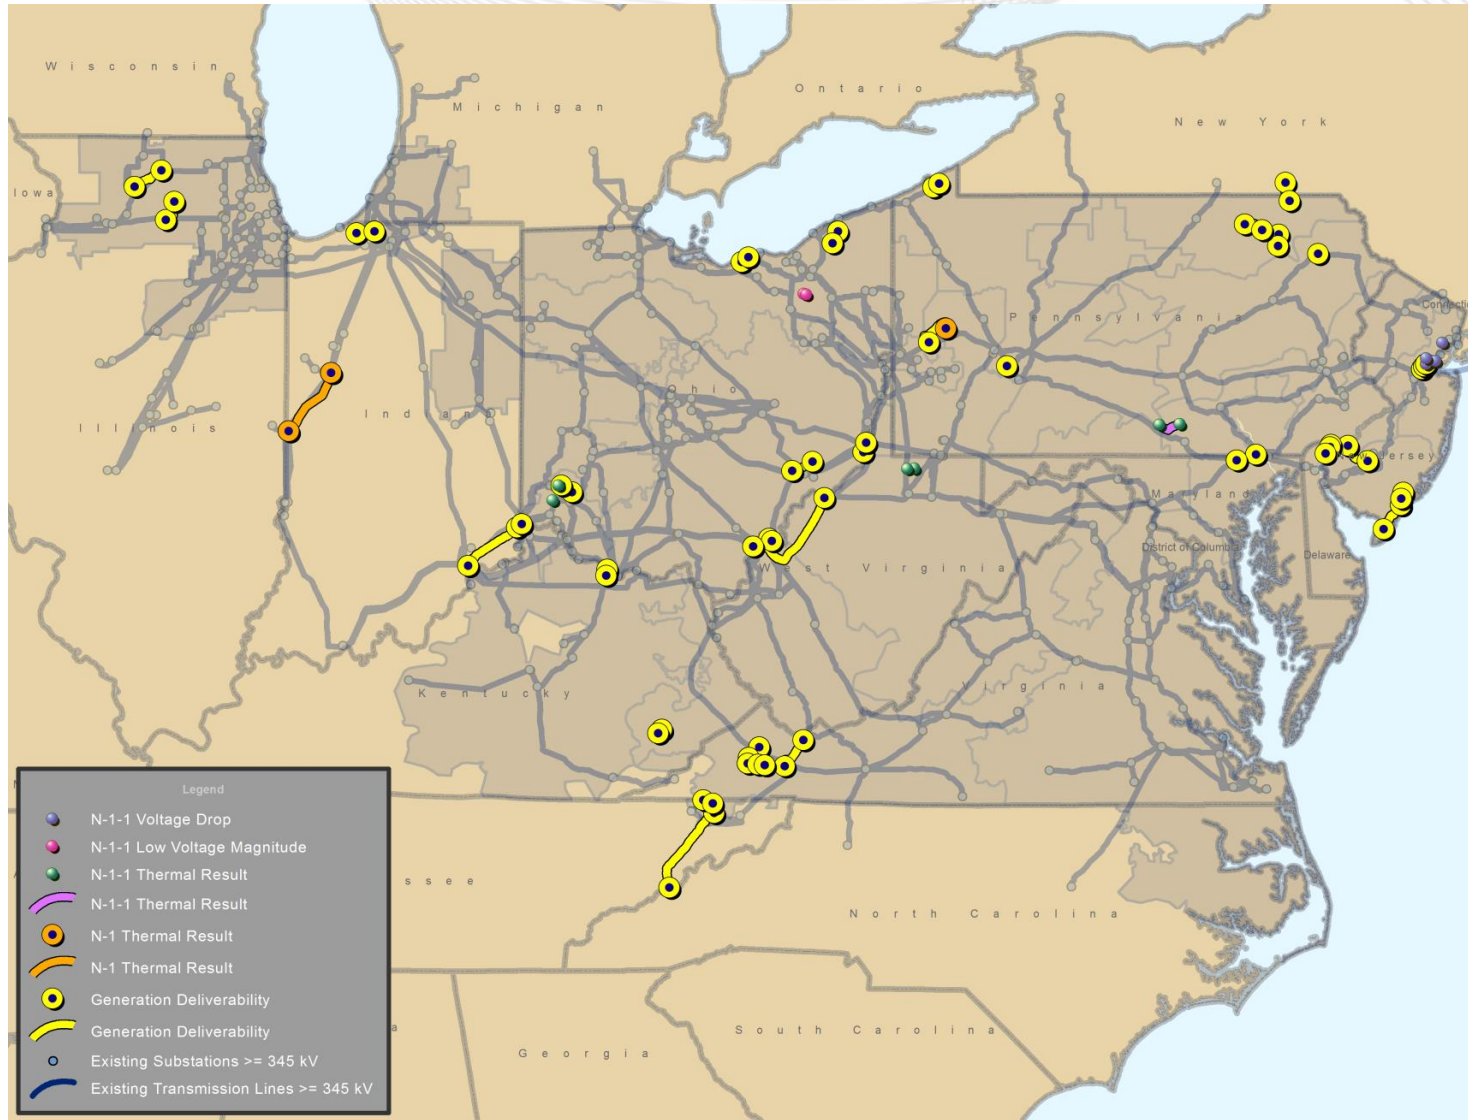 Wisconsin
Michigan
Ontario
New York
Iowa
Connectic
Pennsylvania
Ohio
Illinois
Indian
New Jersey
Maryland
District of Columbia
Delaware
West Virginia
Kentucky
Virginia
Legend
N-1-1 Voltage Drop
N-1-1 Low Voltage Magnitude
N-1-1 Thermal Result
N-1-1 Thermal Result
N-1 Thermal Result
N-1 Thermal Result
Generation Deliverability
Generation Deliverability
Existing Substations >= 345 kV
Existing Transmission Lines >= 345 kV
ssee
North Carolina
South Carolina
Georgia
a